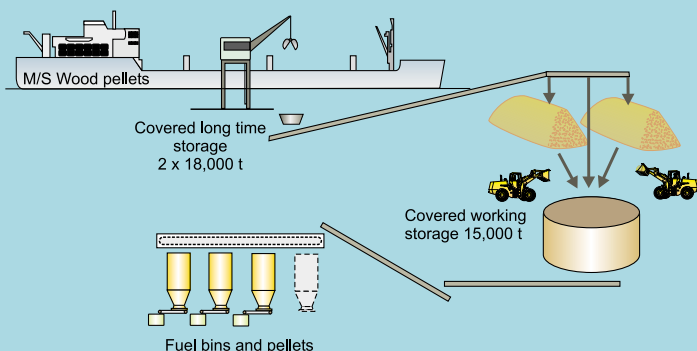 M/S Wood pellets
Covered long time
storage
2 x 18,000 t
Covered working
storage 15,000 t
Fuel bins and pellets